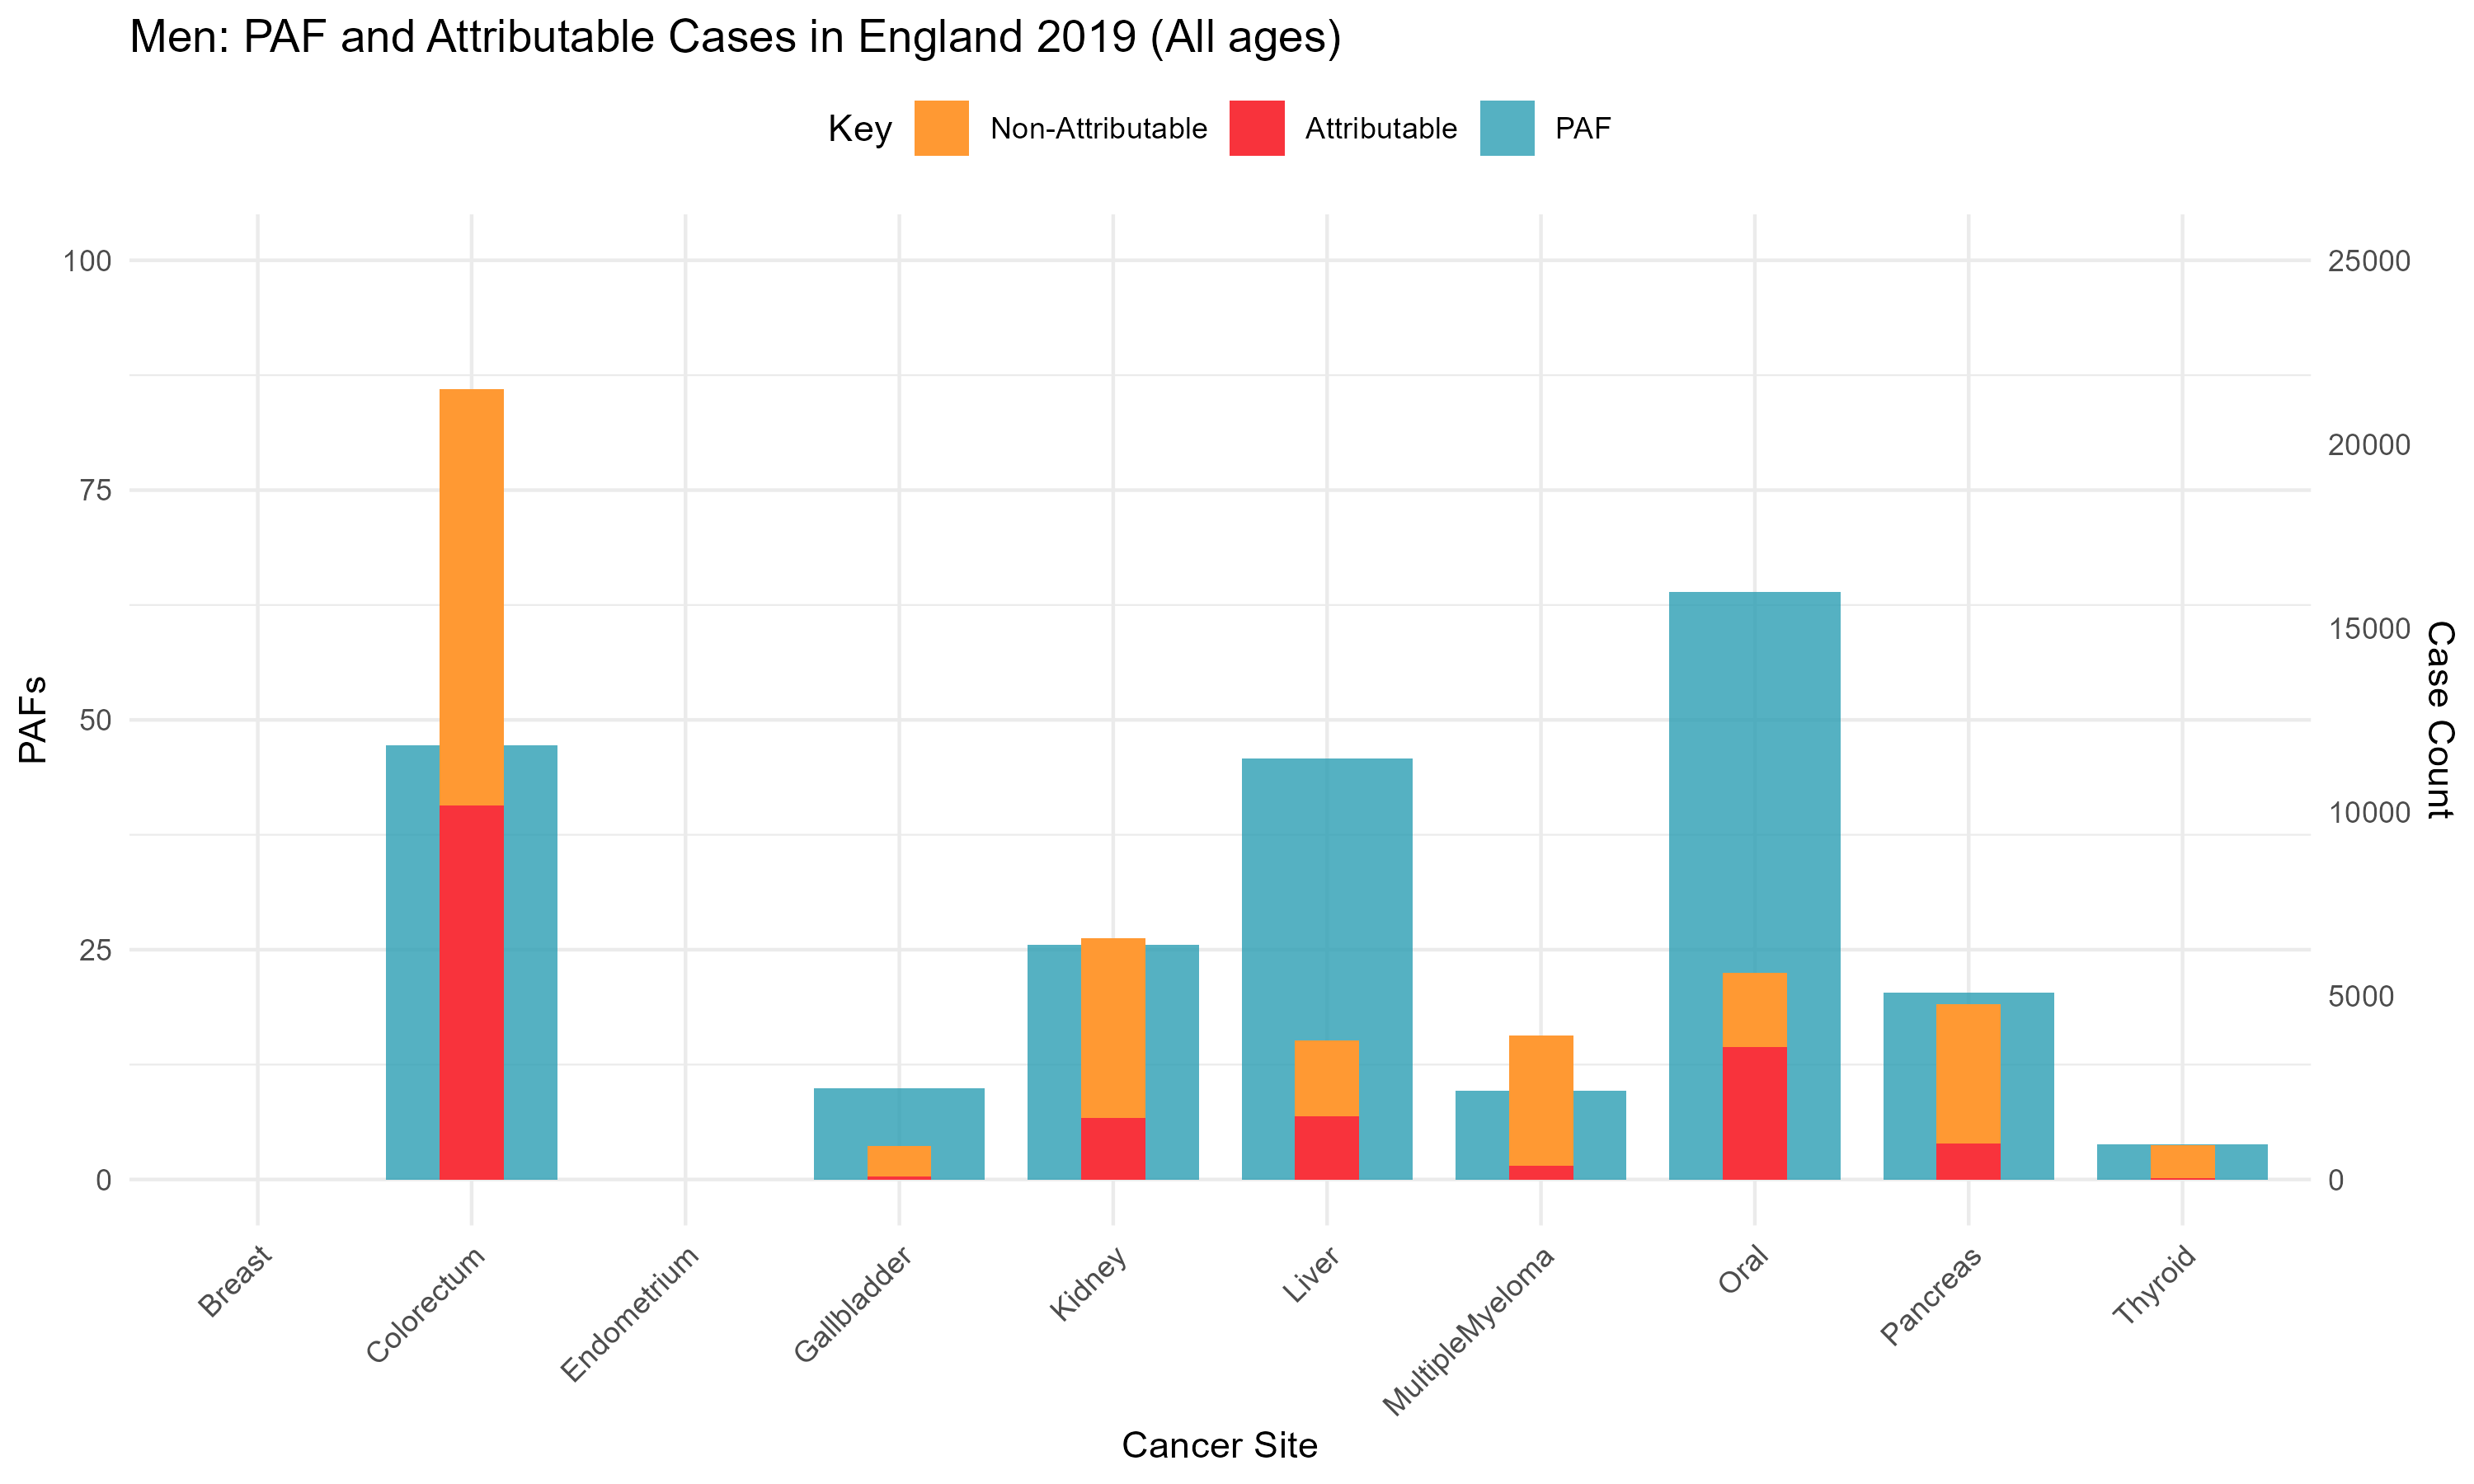 Men: PAF and Attributable Cases in England 2019 (All ages)
Key Non-Attributable Attributable PAF
100
75
50
25
0
PAFs
25000
20000
15000
10000
5000
0
Case Count
Breast
Colorectum
Endometrium
Gallbladder
Kidney
Liver
MultipleMyeloma
Oral
Pancreas
Thyroid
Cancer Site